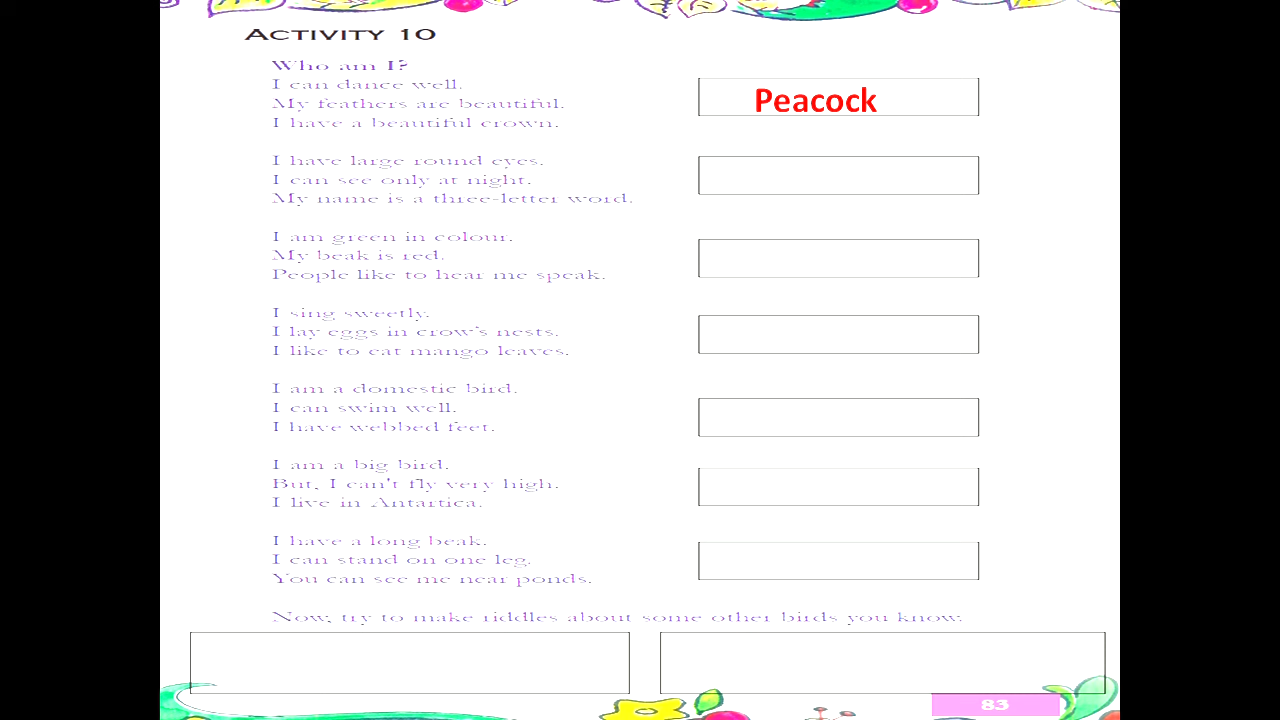 ACTIVITY 10
Who am I?
I can dance well.
My feathers are beautiful.
I have a beautiful crown.
Peacock
I have large round eyes.
I can see only at night.
My name is a three-letter word.
I am green in colour.
My beak is red.
People like to hear me speak.
I sing sweetly.
I lay eggs in crow's nests.
I like to eat mango leaves.
I am a domestic bird.
I can swim well.
I have webbed feet.
I am a big bird.
But, I can't fly very high.
I live in Antartica.
I have a long beak.
I can stand on one leg.
You can see me near ponds.
Now, try to make riddles about some other birds you know.
83